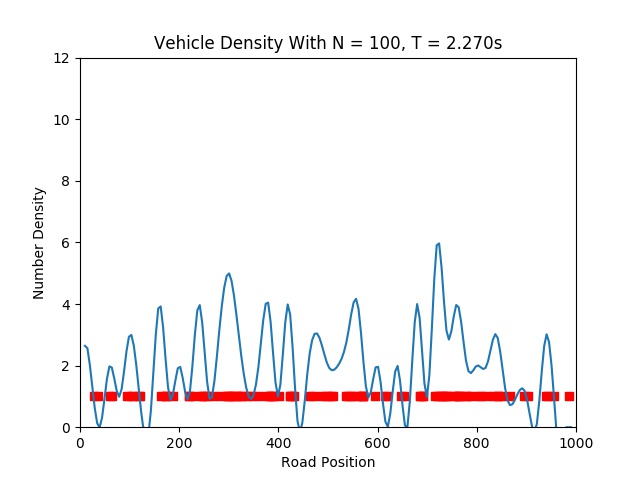 Vehicle Density With N = 100, T = 2.270s
12
10
8
6
4
2
0
Number Density
0 200 400 600 800 1000
Road Position